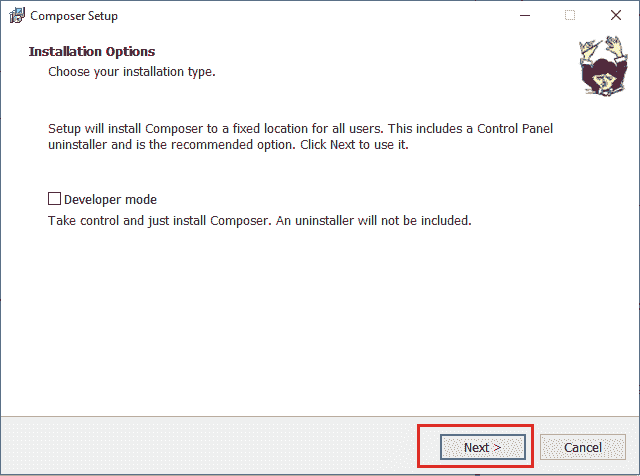 Composer Setup
Installation Options
Choose your installation type.
Setup will install Composer to a fixed location for all users. This includes a Control Panel
uninstaller and is the recommended option. Click Next to use it.
Developer mode
Take control and just install Composer. An uninstaller will not be included.
Next >
Cancel